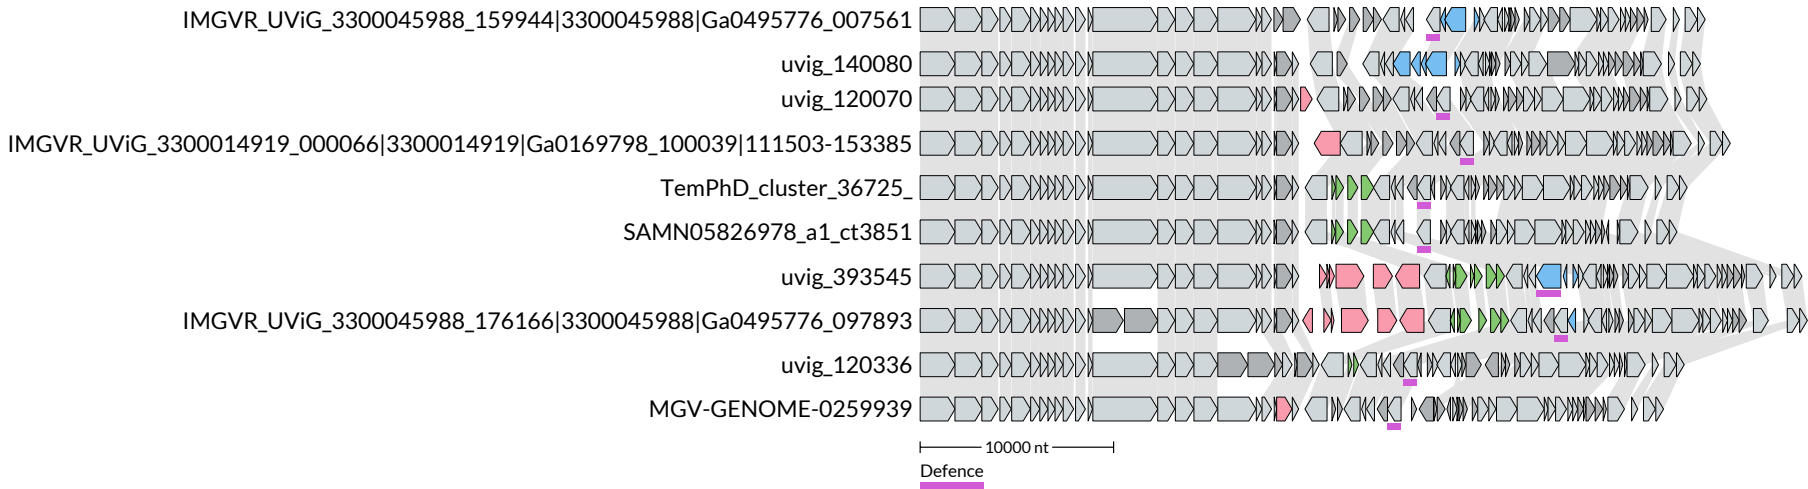 IMGVR_UViG_3300045988_159944|3300045988|Ga0495776_007561
uvig_140080
uvig_120070
IMGVR_UViG_3300014919_000066|3300014919|Ga0169798_100039|111503-153385
TemPhD_cluster_36725_
SAMN05826978_a1_ct3851
uvig_393545
IMGVR_UViG_3300045988_176166|3300045988|Ga0495776_097893
uvig_120336
MGV-GENOME-0259939
10000 nt
Defence